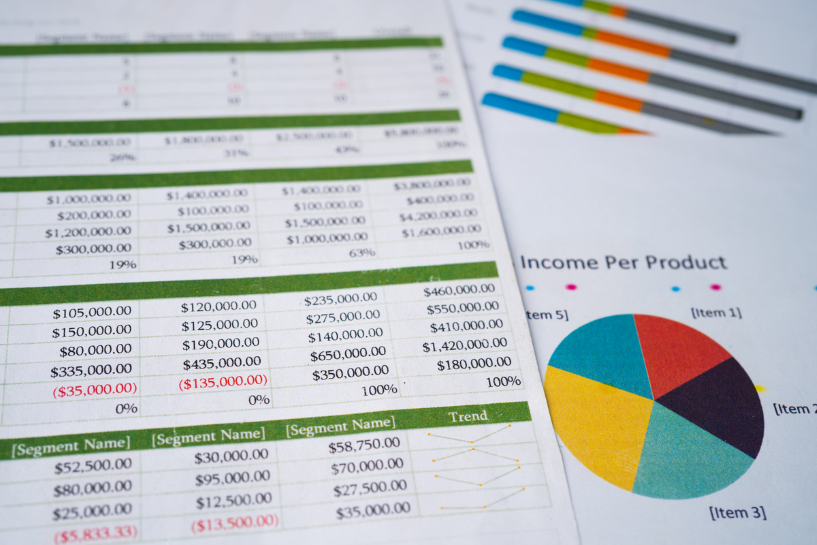 $1,500,000.00 $1,800,000.00 $2,500,000.00 $5,800,000.00
26% 31% 43% 100%
$1,000,000.00 $1,400,000.00 $1,400,000.00 $3,800,000.00
$200,000.00 $100,000.00 $100,000.00 $400,000.00
$1,200,000.00 $1,500,000.00 $1,500,000.00 $4,200,000.00
$300,000.00 $300,000.00 $1,000,000.00 $1,600,000.00
19% 19% 63% 100%
$105,000.00 $120,000.00 $235,000.00 $460,000.00
$150,000.00 $125,000.00 $275,000.00 $550,000.00
$80,000.00 $190,000.00 $140,000.00 $410,000.00
$335,000.00 $435,000.00 $650,000.00 $1,420,000.00
($35,000.00) ($135,000.00) $350,000.00 $180,000.00
0% 0% 100% 100%
[Segment Name] [Segment Name] [Segment Name] Trend
$52,500.00 $30,000.00 $58,750.00
$80,000.00 $95,000.00 $70,000.00
$25,000.00 $12,500.00 $27,500.00
($5,833.33) ($13,500.00) $35,000.00
Income Per Product
tem 5] [Item 1]
[Item 2
[Item 3]